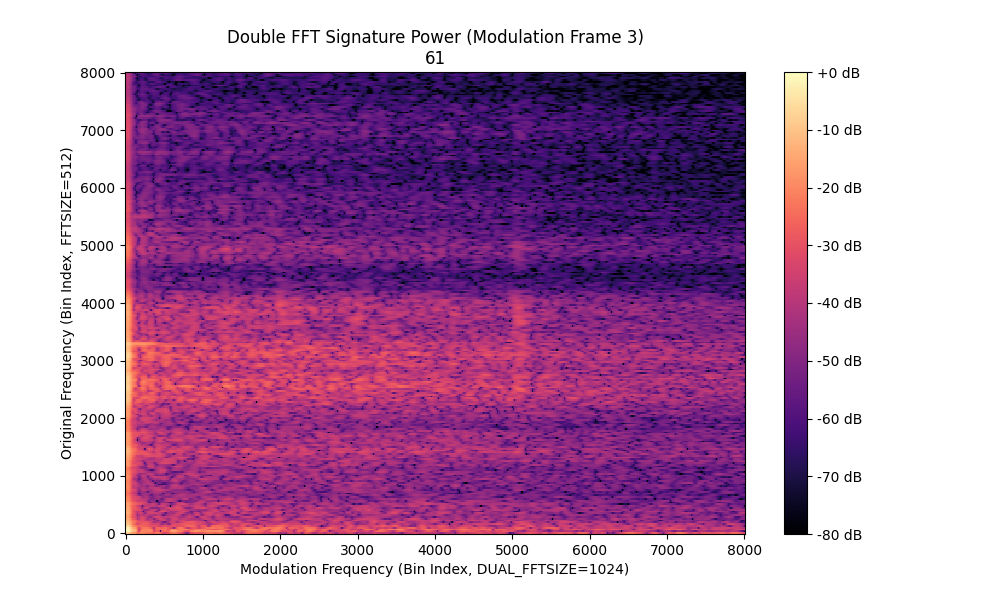 Double FFT Signature Power (Modulation Frame 3)
61
Original Frequency (Bin Index, FFTSIZE=512)
8000
7000
6000
5000
4000
3000
2000
1000
0
0 1000 2000 3000 4000 5000 6000 7000 8000
Modulation Frequency (Bin Index, DUAL_FFTSIZE=1024)
+0 dB
-10 dB
-20 dB
-30 dB
-40 dB
-50 dB
-60 dB
-70 dB
-80 dB